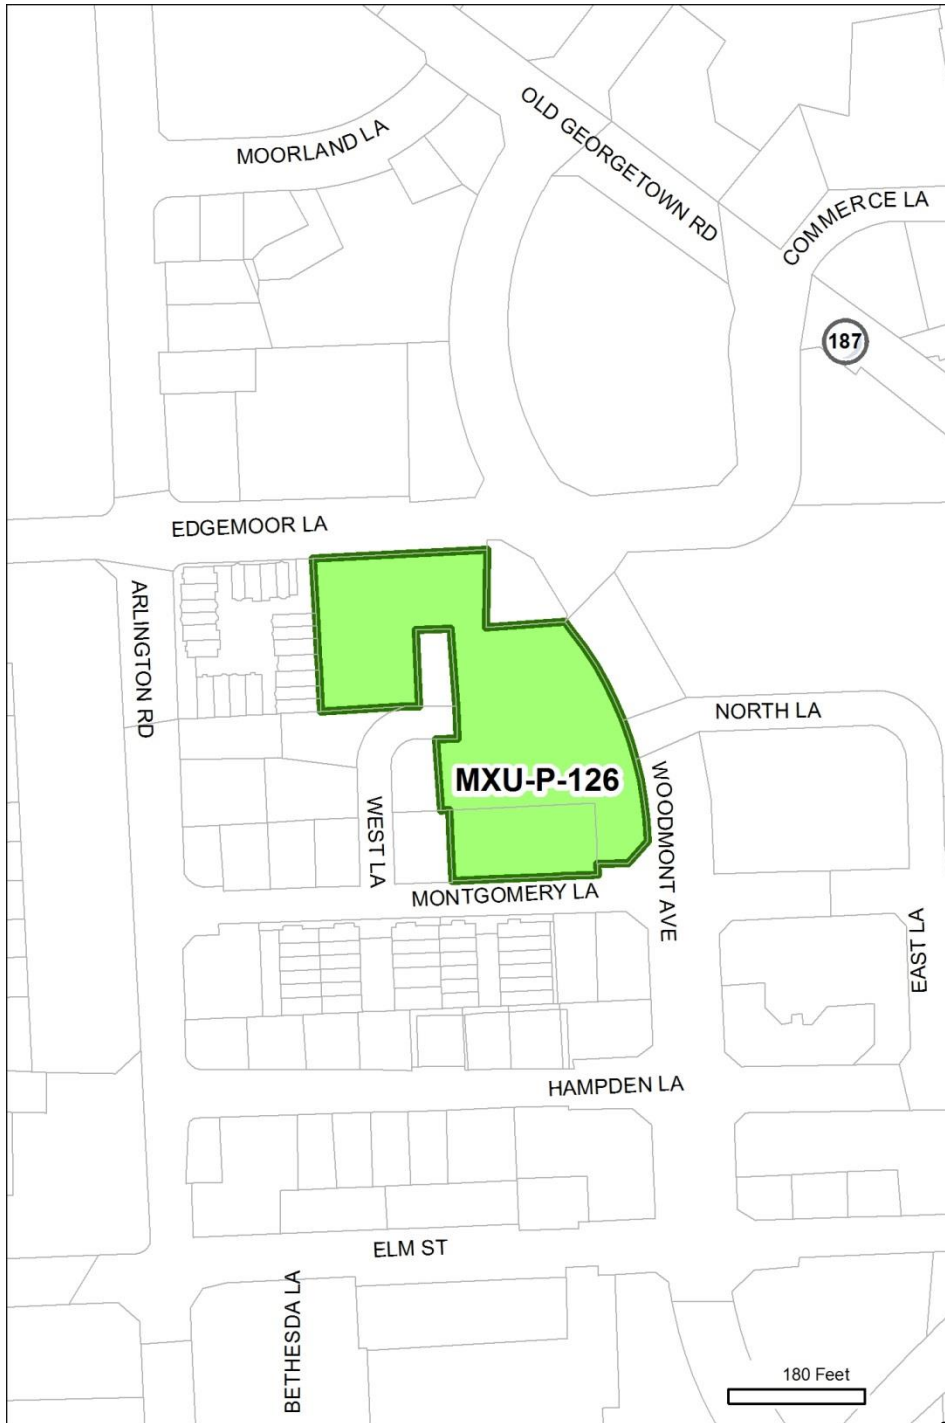 MOORLAND LA
OLD GEORGETOWN RD
COMMERCE LA
187
EDGEMOOR LA
ARLINGTON RD
NORTH LA
MXU-P-126
WOODMONT AVE
WEST LA
MONTGOMERY LA
EAST LA
HAMPDEN LA
ELM ST
BETHESDA LA
180 Feet